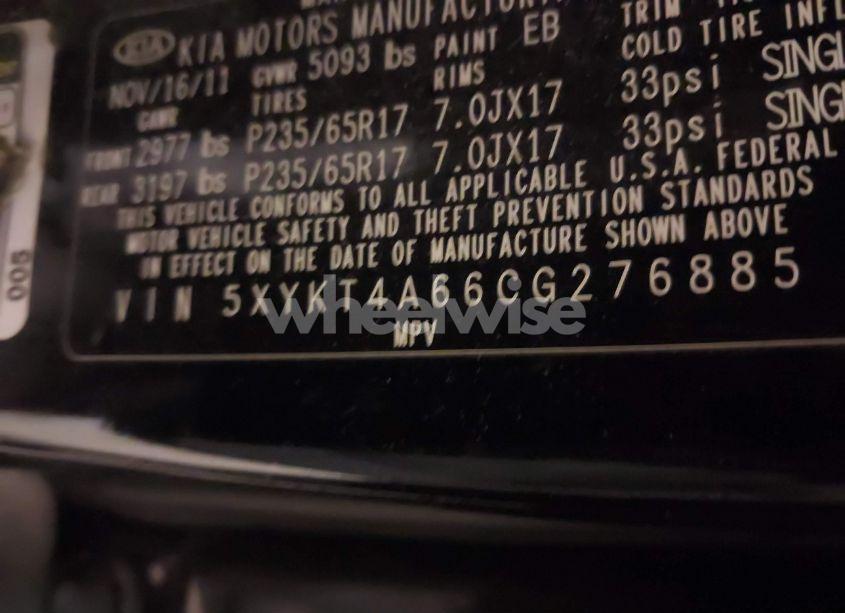 KIA KIA MOTORS MANUFACTUR
NOV/16/11 GVWR 5093 lbs PAINT EB TRIM
GAWR TIRES RIMS COLD TIRE INFL
FRONT 2977 lbs P235/65R17 7.0JX17 33psi SINGL
REAR 3197 lbs P235/65R17 7.0JX17 33psi SINGL
THIS VEHICLE CONFORMS TO ALL APPLICABLE U.S.A. FEDERAL
MOTOR VEHICLE SAFETY AND THEFT PREVENTION STANDARDS
IN EFFECT ON THE DATE OF MANUFACTURE SHOWN ABOVE
VIN 5XYKT4A66CG276885
MPV
wheelwise
005